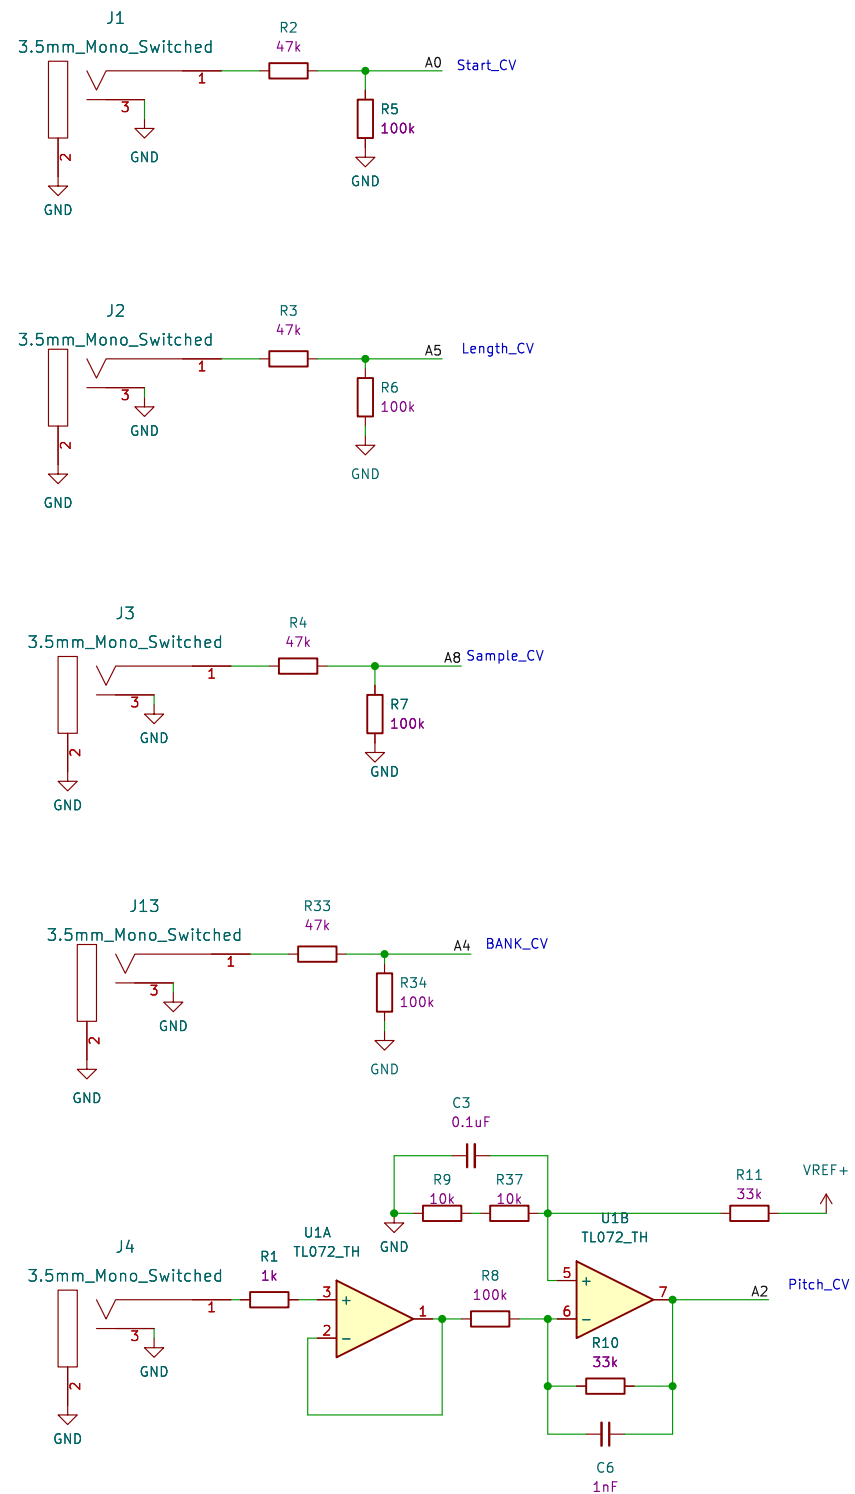 J1
3.5mm_Mono_Switched
1
3
2
GND
GND
R2
47k
R5
100k
GND
A0
Start_CV
J2
3.5mm_Mono_Switched
1
3
2
GND
GND
R3
47k
R6
100k
GND
A5
Length_CV
J3
3.5mm_Mono_Switched
1
3
2
GND
GND
R4
47k
R7
100k
GND
A8
Sample_CV
J13
3.5mm_Mono_Switched
1
3
2
GND
GND
R33
47k
R34
100k
GND
A4
BANK_CV
C3
0.1uF
R9
10k
R37
10k
GND
R11
33k
VREF+
J4
3.5mm_Mono_Switched
1
3
2
GND
GND
R1
1k
U1A
TL072_TH
3
+
2
−
1
R8
100k
U1B
TL072_TH
5
+
6
−
7
A2
Pitch_CV
R10
33k
C6
1nF